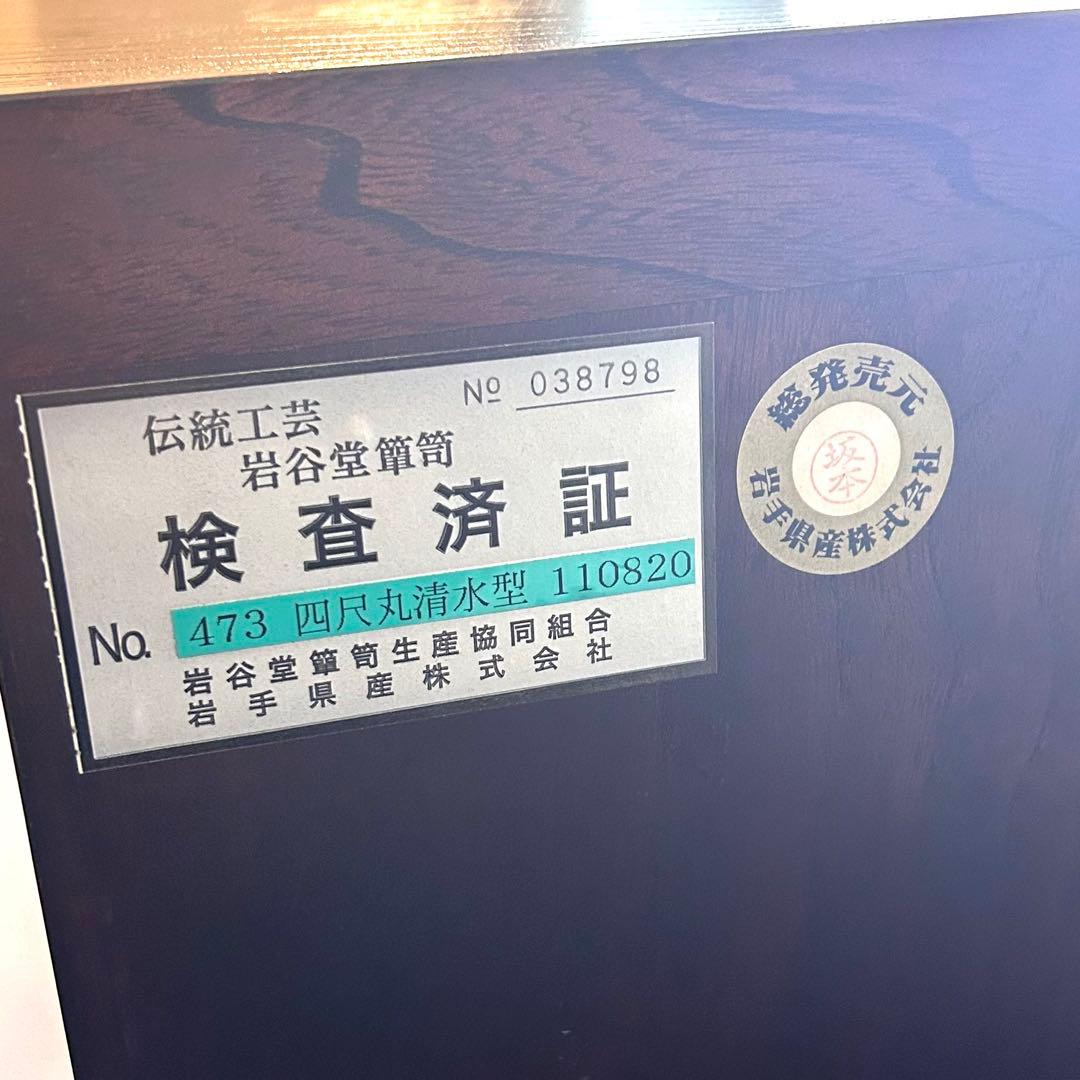 Nº 038798
伝統工芸
岩谷堂簞笥
検査済証
No. 473 四尺丸清水型 110820
岩谷堂簞笥生産協同組合
岩手県産株式会社
総発売元
坂本
岩手県産株式会社